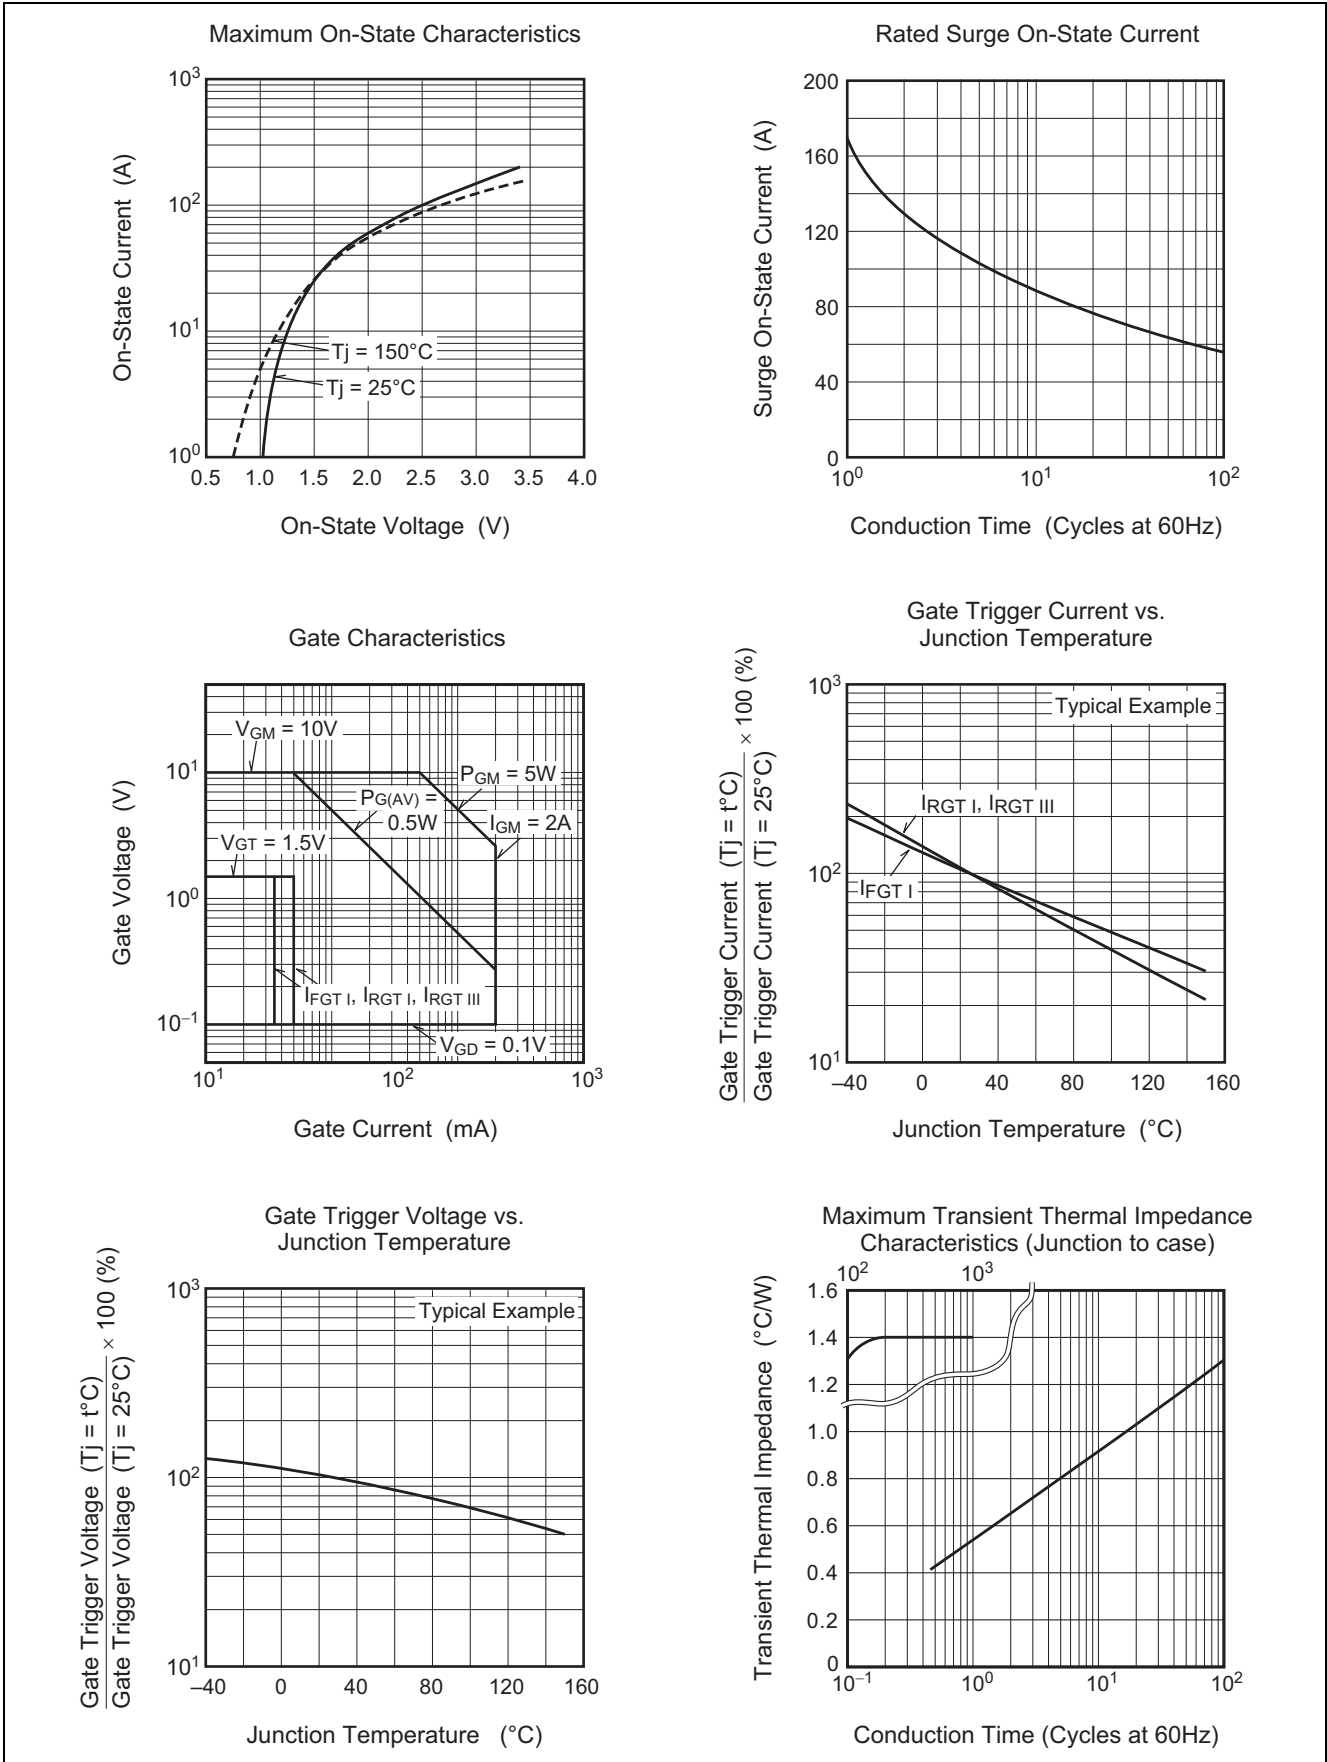 Maximum On-State Characteristics
On-State Current (A)
10³
10²
10¹
10⁰
Tj = 150°C
Tj = 25°C
0.5 1.0 1.5 2.0 2.5 3.0 3.5 4.0
On-State Voltage (V)
Rated Surge On-State Current
Surge On-State Current (A)
200
160
120
80
40
0
10⁰ 10¹ 10²
Conduction Time (Cycles at 60Hz)
Gate Characteristics
Gate Voltage (V)
10¹
10⁰
10⁻¹
VGM = 10V
PG(AV) =
0.5W
PGM = 5W
IGM = 2A
VGT = 1.5V
IFGT I, IRGT I, IRGT III
VGD = 0.1V
10¹ 10² 10³
Gate Current (mA)
Gate Trigger Current vs.
Junction Temperature
Gate Trigger Current (Tj = t°C)
Gate Trigger Current (Tj = 25°C)
× 100 (%)
10³
10²
10¹
Typical Example
IRGT I, IRGT III
IFGT I
–40 0 40 80 120 160
Junction Temperature (°C)
Gate Trigger Voltage vs.
Junction Temperature
Gate Trigger Voltage (Tj = t°C)
Gate Trigger Voltage (Tj = 25°C)
× 100 (%)
10³
10²
10¹
Typical Example
–40 0 40 80 120 160
Junction Temperature (°C)
Maximum Transient Thermal Impedance
Characteristics (Junction to case)
10² 10³
Transient Thermal Impedance (°C/W)
1.6
1.4
1.2
1.0
0.8
0.6
0.4
0.2
0
10⁻¹ 10⁰ 10¹ 10²
Conduction Time (Cycles at 60Hz)